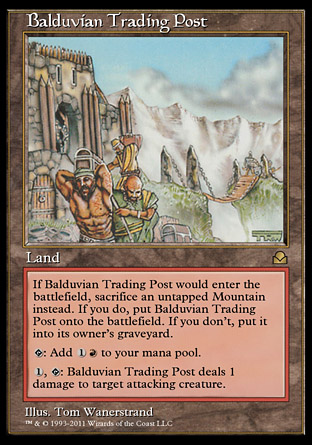 Balduvian Trading Post
Land
If Balduvian Trading Post would enter the
battlefield, sacrifice an untapped Mountain
instead. If you do, put Balduvian Trading
Post onto the battlefield. If you don't, put it
into its owner's graveyard.
: Add 1 to your mana pool.
1, : Balduvian Trading Post deals 1
damage to target attacking creature.
Illus. Tom Wanerstrand
™ & © 1993-2011 Wizards of the Coast LLC